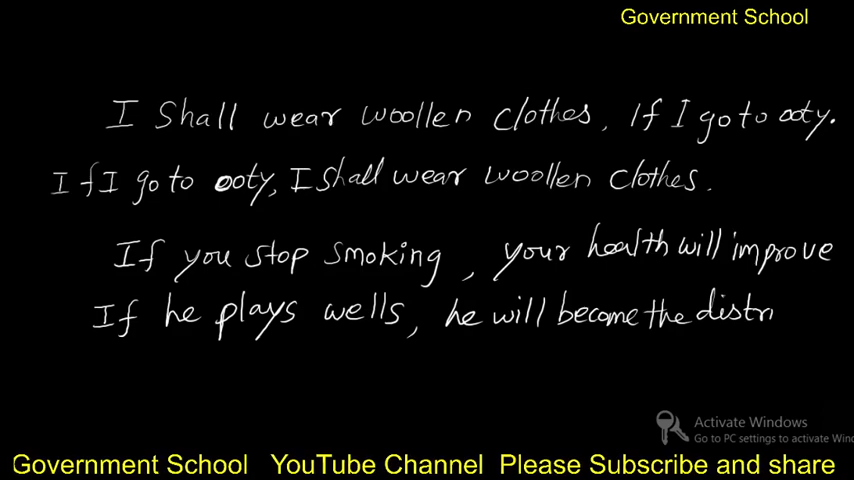 Government School
I Shall wear woollen clothes, If I go to ooty.
If I go to ooty, I shall wear woollen clothes.
If you stop smoking, your health will improve
If he plays wells, he will become the distri
Activate Windows
Go to PC settings to activate Win
Government School YouTube Channel Please Subscribe and share